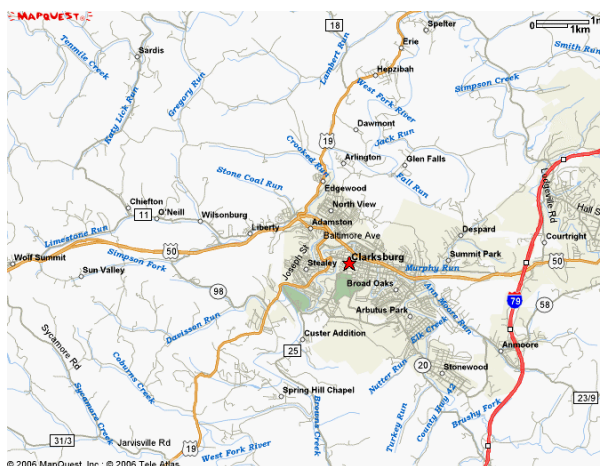 MAPQUEST
1m
1km
18
Spelter
Erie
Smith Run
Sardis
Tenmile Creek
Lambert Run
Hepzibah
Simpson Creek
Gregory Run
West Fork River
Katy Lick Run
Dawmont
19
Jack Run
Crooked Run
Arlington
Glen Falls
Stone Coal Run
Fall Run
Edgewood
Lodgeville Rd
Chiefton
North View
11
O'Neill
Wilsonburg
Adamston
Hall S
Liberty
Baltimore Ave
Despard
Limestone Run
Courtright
50
Wolf Summit
Simpson Fork
Joseph St
Clarksburg
Summit Park
50
Sun Valley
Stealey
Murphy Run
98
Broad Oaks
Ann Moore Run
79
58
Davisson Run
Arbutus Park
Sycamore Rd
Custer Addition
Elk Creek
25
Anmoore
Coburns Creek
20
Stonewood
Nutter Run
Spring Hill Chapel
County Hwy 42
23/9
Sycamore Creek
Browns Creek
Turkey Run
Brushy Fork
31/3
Jarvisville Rd
19
West Fork River
© 2006 MapQuest, Inc.; © 2006 Tele Atlas